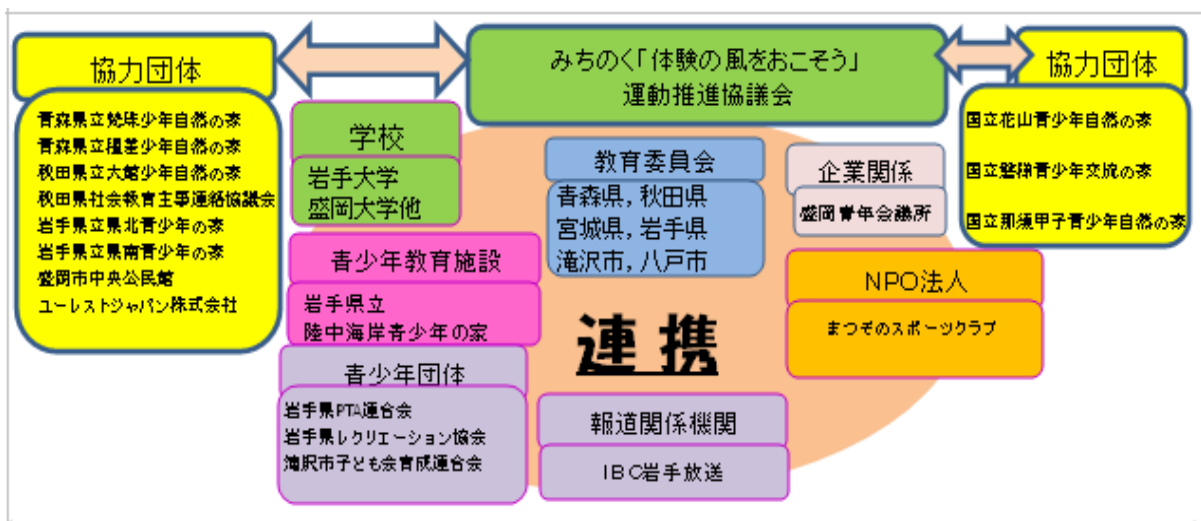 協力団体
青森県立梵珠少年自然の家
青森県立種差少年自然の家
秋田県立大館少年自然の家
秋田県社会教育主事連絡協議会
岩手県立県北青少年の家
岩手県立県南青少年の家
盛岡市中央公民館
ユーレストジャパン株式会社
みちのく「体験の風をおこそう」
運動推進協議会
協力団体
国立花山青少年自然の家
国立磐梯青少年交流の家
国立那須甲子青少年自然の家
学校
岩手大学
盛岡大学他
教育委員会
青森県，秋田県
宮城県，岩手県
滝沢市，八戸市
企業関係
盛岡青年会議所
青少年教育施設
岩手県立
陸中海岸青少年の家
NPO法人
まつぞのスポーツクラブ
連携
青少年団体
岩手県PTA連合会
岩手県レクリエーション協会
滝沢市子ども会育成連合会
報道関係機関
IBC岩手放送